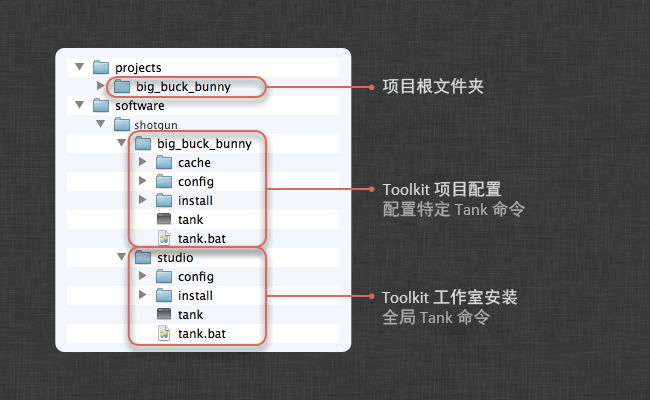 projects
big_buck_bunny
项目根文件夹
software
shotgun
big_buck_bunny
cache
config
Toolkit 项目配置
install
配置特定 Tank 命令
tank
tank.bat
studio
config
install
Toolkit 工作室安装
tank
全局 Tank 命令
tank.bat